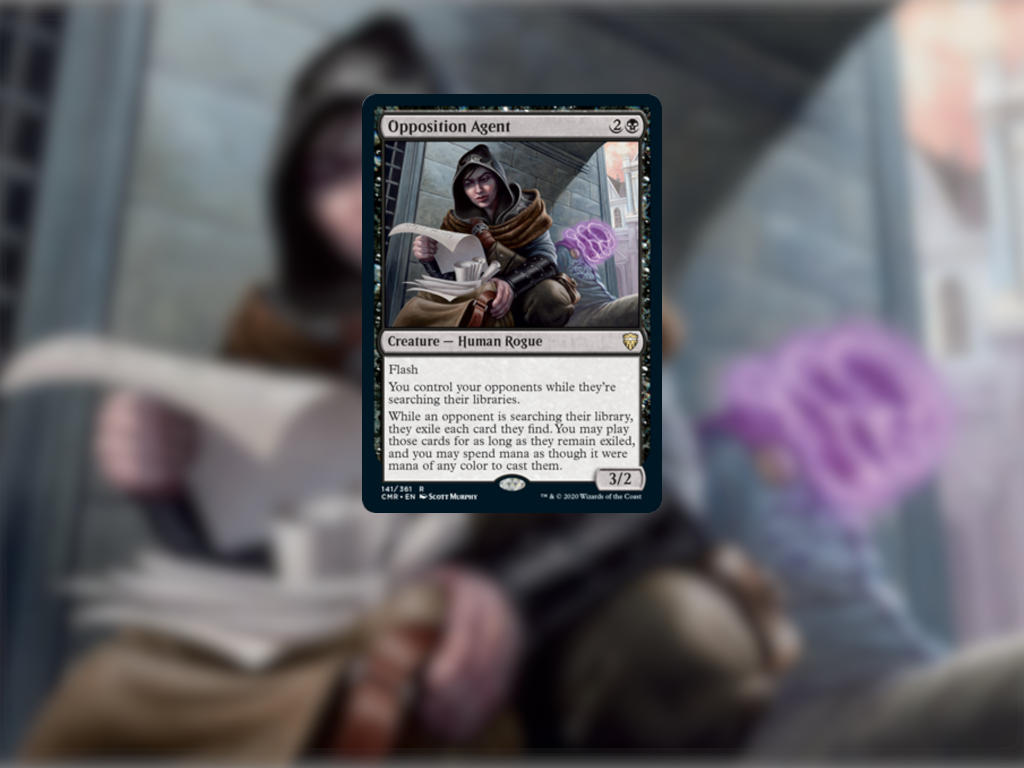 Opposition Agent 2
Creature — Human Rogue
Flash
You control your opponents while they're
searching their libraries.
While an opponent is searching their library,
they exile each card they find. You may play
those cards for as long as they remain exiled,
and you may spend mana as though it were
mana of any color to cast them.
3/2
141/361 R
CMR • EN Scott Murphy ™ & © 2020 Wizards of the Coast